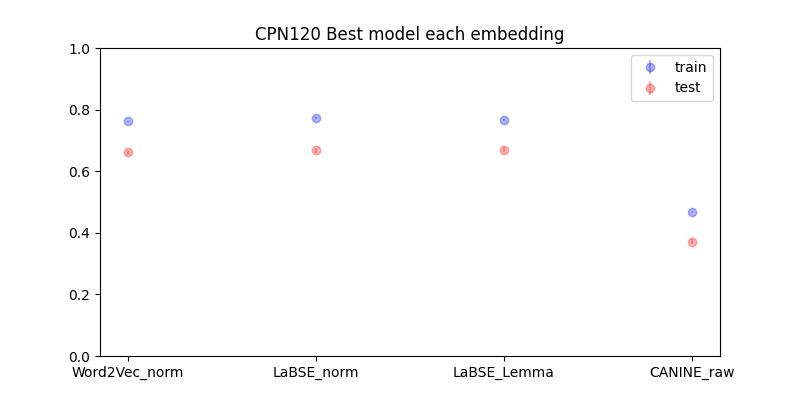 CPN120 Best model each embedding
1.0
0.8
0.6
0.4
0.2
0.0
train
test
Word2Vec_norm
LaBSE_norm
LaBSE_Lemma
CANINE_raw